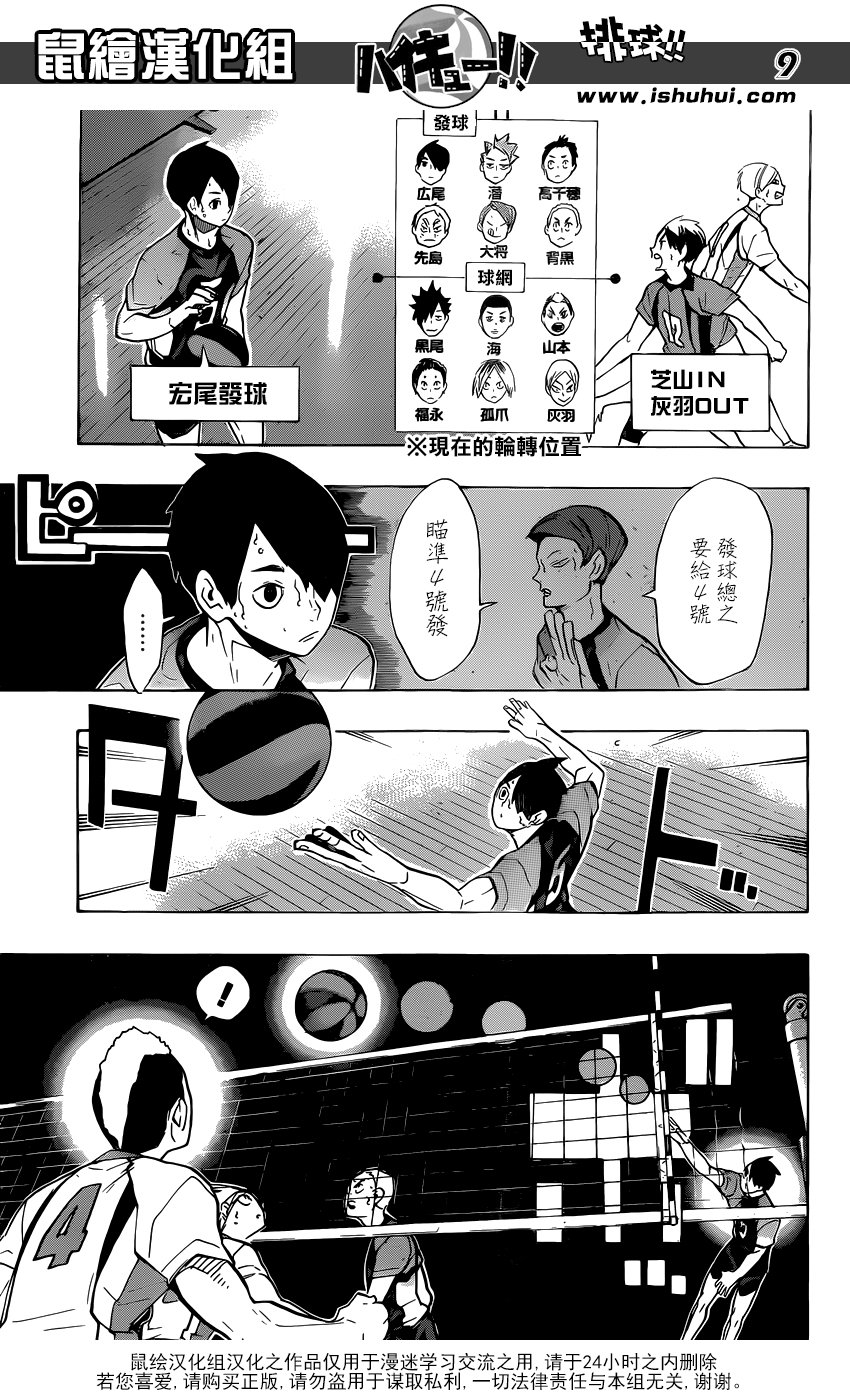 鼠繪漢化組
ハイキュー!!
排球!!
9
www.ishuhui.com
發球
広尾
潜
高千穂
先島
大将
背黒
球網
黒尾
海
山本
福永
孤爪
灰羽
※現在的輪轉位置
宏尾發球
芝山IN
灰羽OUT
發球總之
要給4號
瞄準4號發
……
ピ
ドッ
!
4
鼠绘汉化组汉化之作品仅用于漫迷学习交流之用,请于24小时之内删除
若您喜爱,请购买正版,请勿盗用于谋取私利,一切法律责任与本组无关,谢谢。